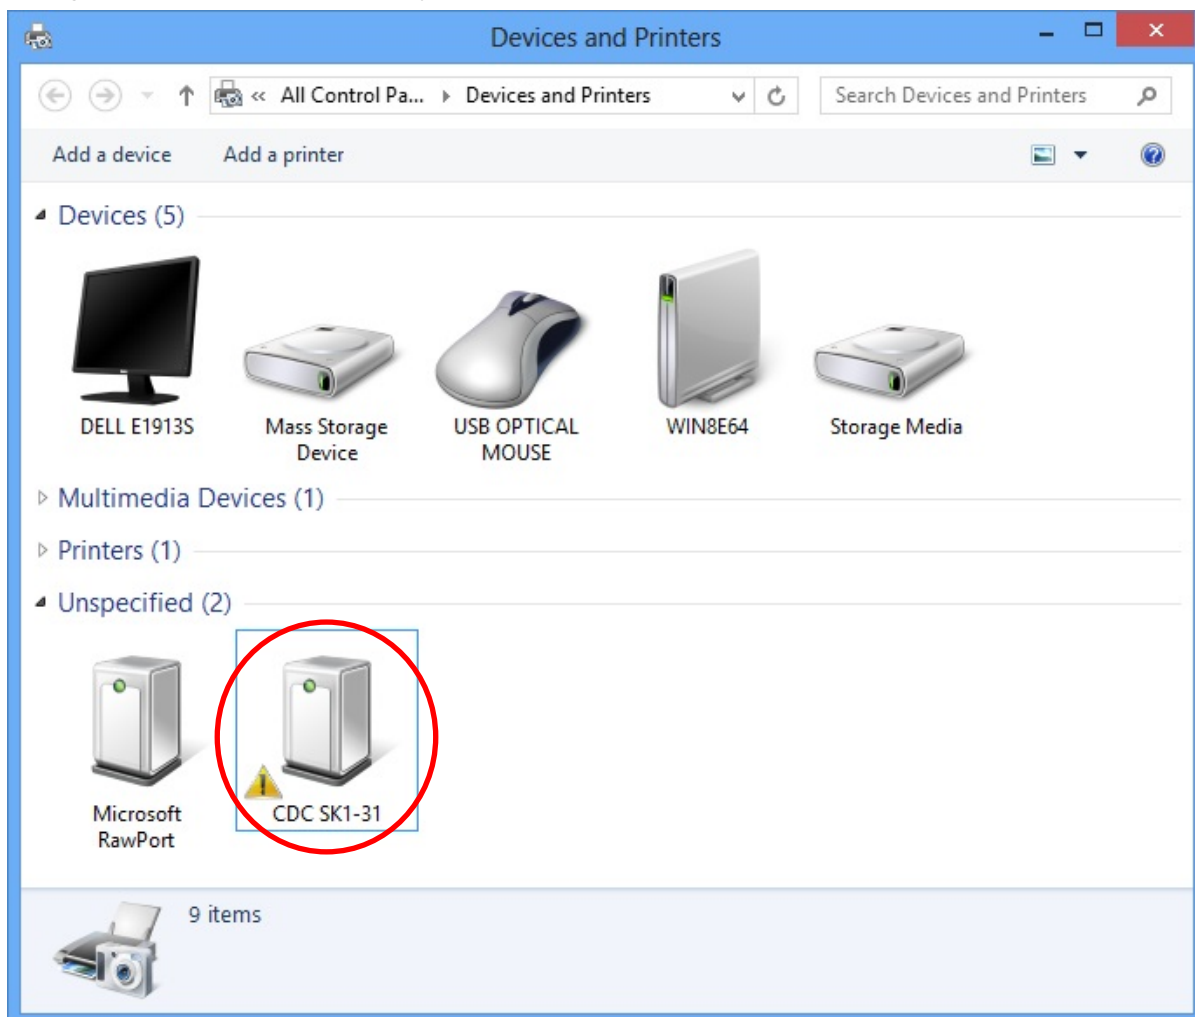 Devices and Printers
« All Control Pa... Devices and Printers
Search Devices and Printers
Add a device Add a printer
Devices (5)
DELL E1913S
Mass Storage
Device
USB OPTICAL
MOUSE
WIN8E64
Storage Media
Multimedia Devices (1)
Printers (1)
Unspecified (2)
Microsoft
RawPort
CDC SK1-31
9 items